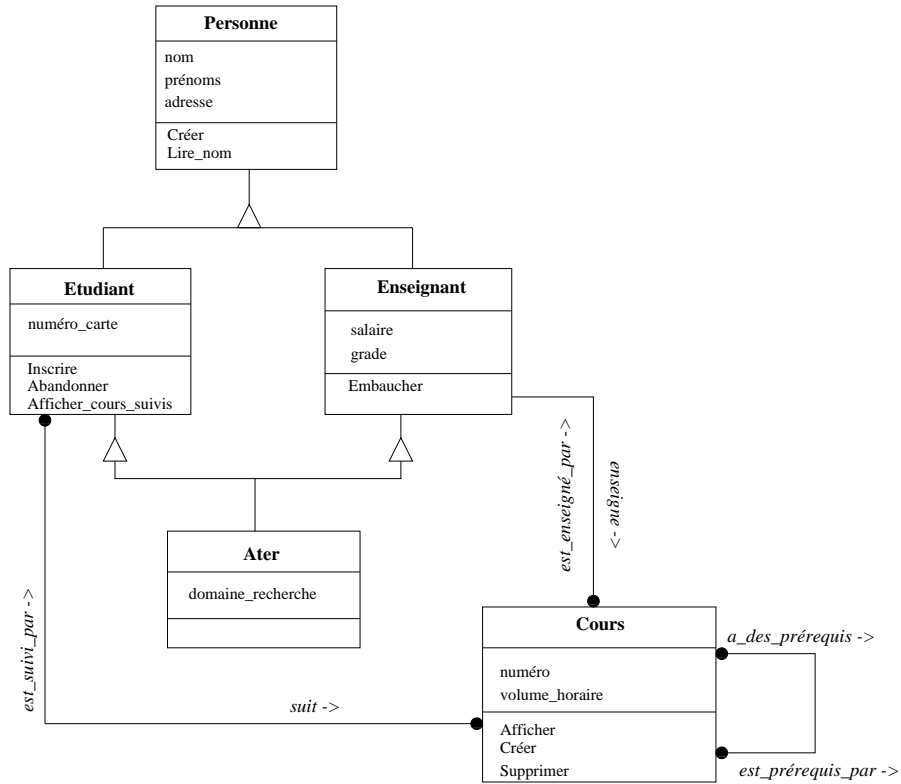 Personne
nom
prénoms
adresse
Créer
Lire_nom
Etudiant
numéro_carte
Inscrire
Abandonner
Afficher_cours_suivis
Enseignant
salaire
grade
Embaucher
est_enseigné_par ->
enseigne ->
Ater
domaine_recherche
est_suivi_par ->
suit ->
Cours
numéro
volume_horaire
Afficher
Créer
Supprimer
a_des_prérequis ->
est_prérequis_par ->